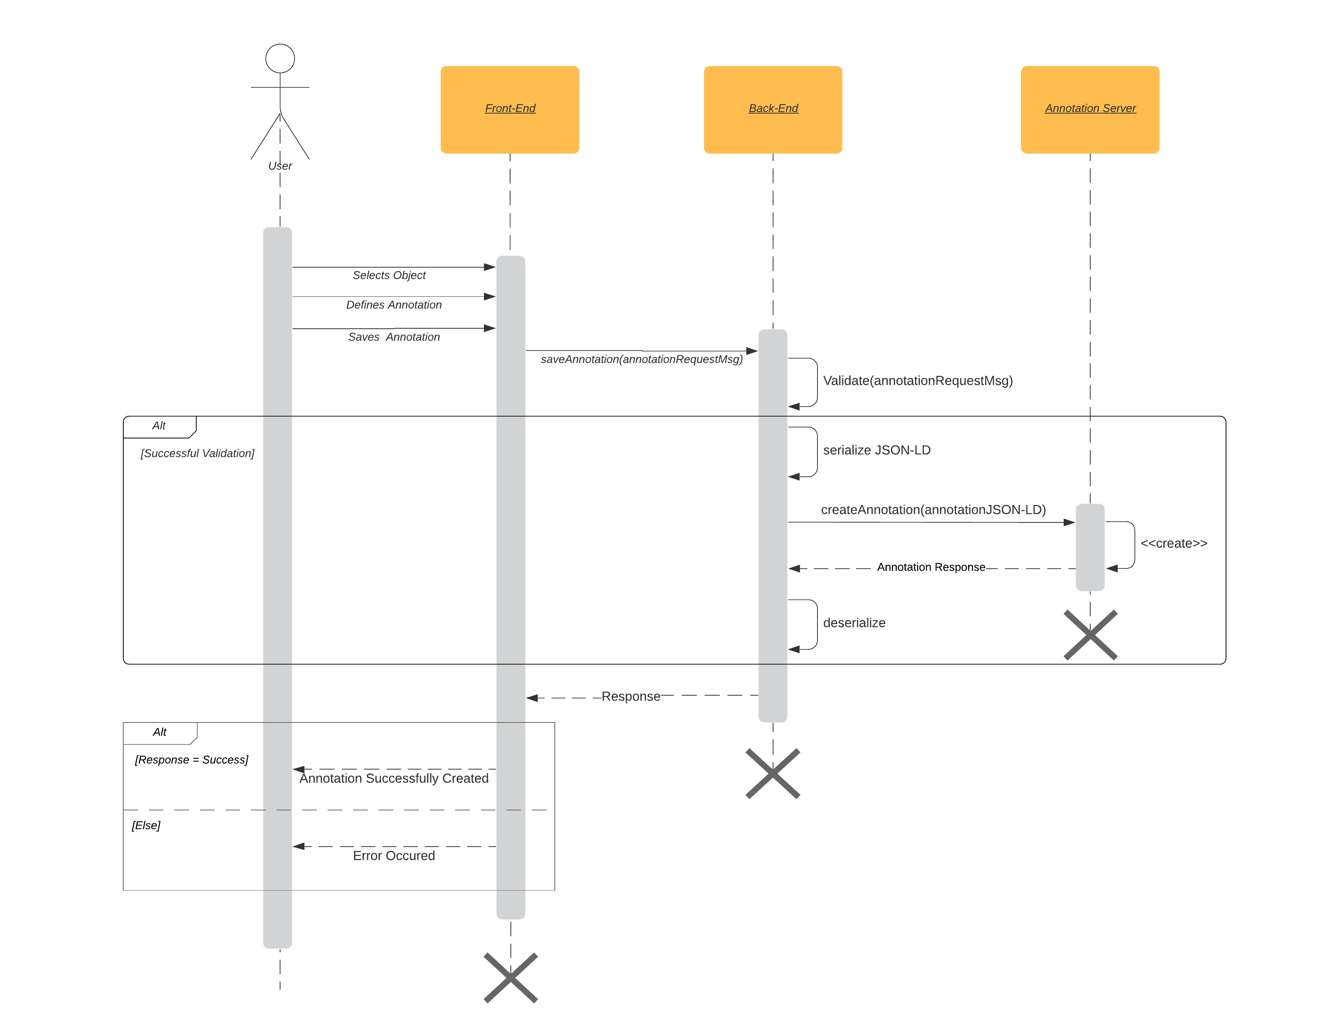 User
Front-End
Back-End
Annotation Server
Selects Object
Defines Annotation
Saves  Annotation
saveAnnotation(annotationRequestMsg)
Validate(annotationRequestMsg)
Alt
[Successful Validation]
serialize JSON-LD
createAnnotation(annotationJSON-LD)
<<create>>
Annotation Response
deserialize
Response
Alt
[Response = Success]
Annotation Successfully Created
[Else]
Error Occured